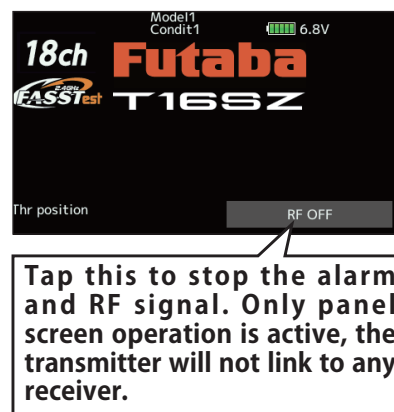 Model1
Condit1
6.8V
18ch
Futaba
2.4GHz
FASSTest
T16SZ
Thr position
RF OFF
Tap this to stop the alarm
and RF signal. Only panel
screen operation is active, the
transmitter will not link to any
receiver.